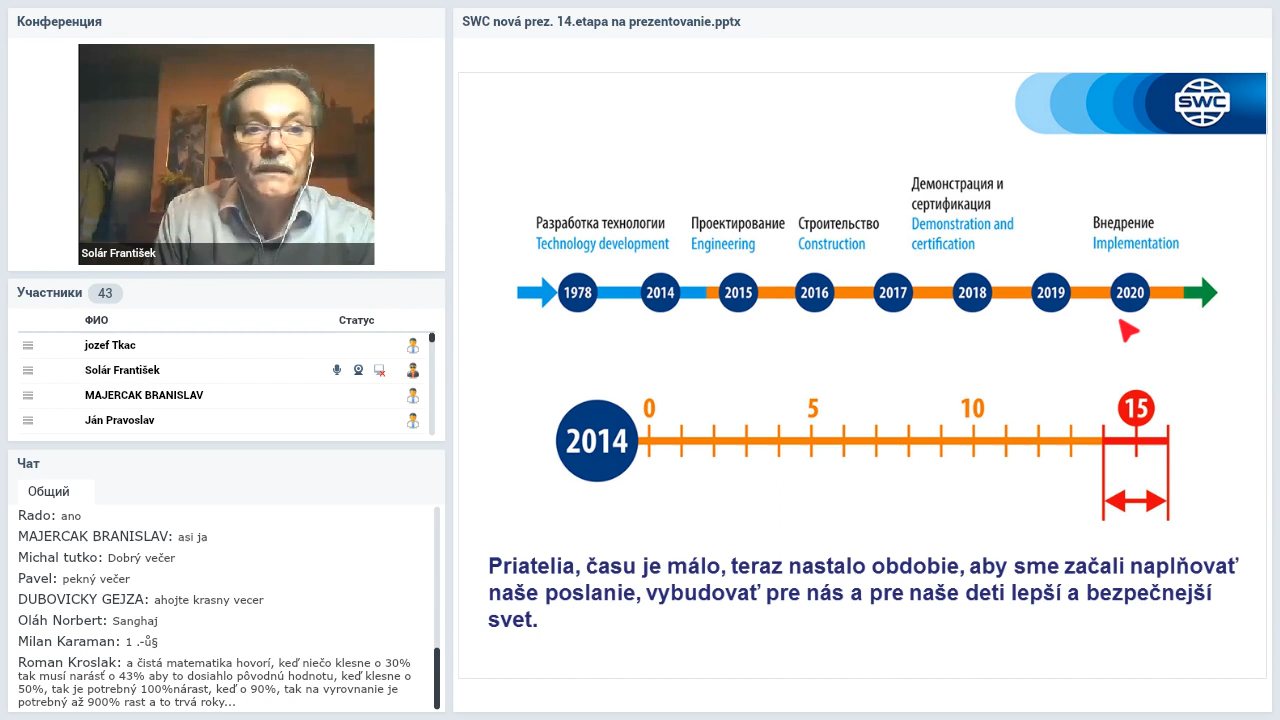 Конференция
Solár František
Участники 43
ФИО Статус
jozef Tkac
Solár František
MAJERCAK BRANISLAV
Ján Pravoslav
Чат
Общий
Rado: ano
MAJERCAK BRANISLAV: asi ja
Michal tutko: Dobrý večer
Pavel: pekný večer
DUBOVICKY GEJZA: ahojte krasny vecer
Oláh Norbert: Sanghaj
Milan Karaman: 1 .-ů§
Roman Kroslak: a čistá matematika hovorí, keď niečo klesne o 30%
tak musí narásť o 43% aby to dosiahlo pôvodnú hodnotu, keď klesne o
50%, tak je potrebný 100%nárast, keď o 90%, tak na vyrovnanie je
potrebný až 900% rast a to trvá roky...
SWC nová prez. 14.etapa na prezentovanie.pptx
SWC
Разработка технологии
Technology development
Проектирование
Engineering
Строительство
Construction
Демонстрация и
сертификация
Demonstration and
certification
Внедрение
Implementation
1978 2014 2015 2016 2017 2018 2019 2020
2014 0 5 10 15
Priatelia, času je málo, teraz nastalo obdobie, aby sme začali naplňovať
naše poslanie, vybudovať pre nás a pre naše deti lepší a bezpečnejší
svet.